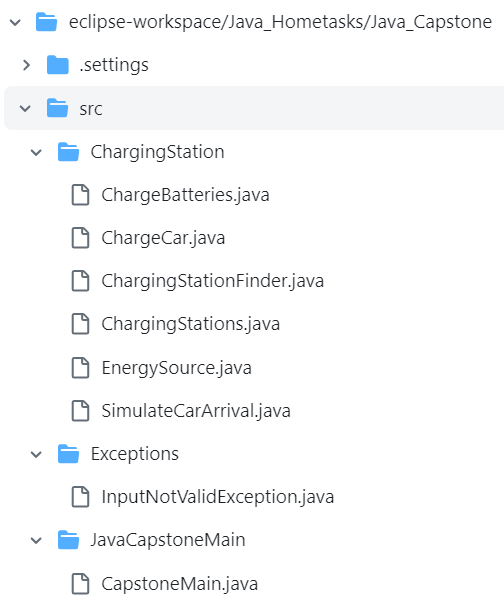 eclipse-workspace/Java_Hometasks/Java_Capstone
.settings
src
ChargingStation
ChargeBatteries.java
ChargeCar.java
ChargingStationFinder.java
ChargingStations.java
EnergySource.java
SimulateCarArrival.java
Exceptions
InputNotValidException.java
JavaCapstoneMain
CapstoneMain.java